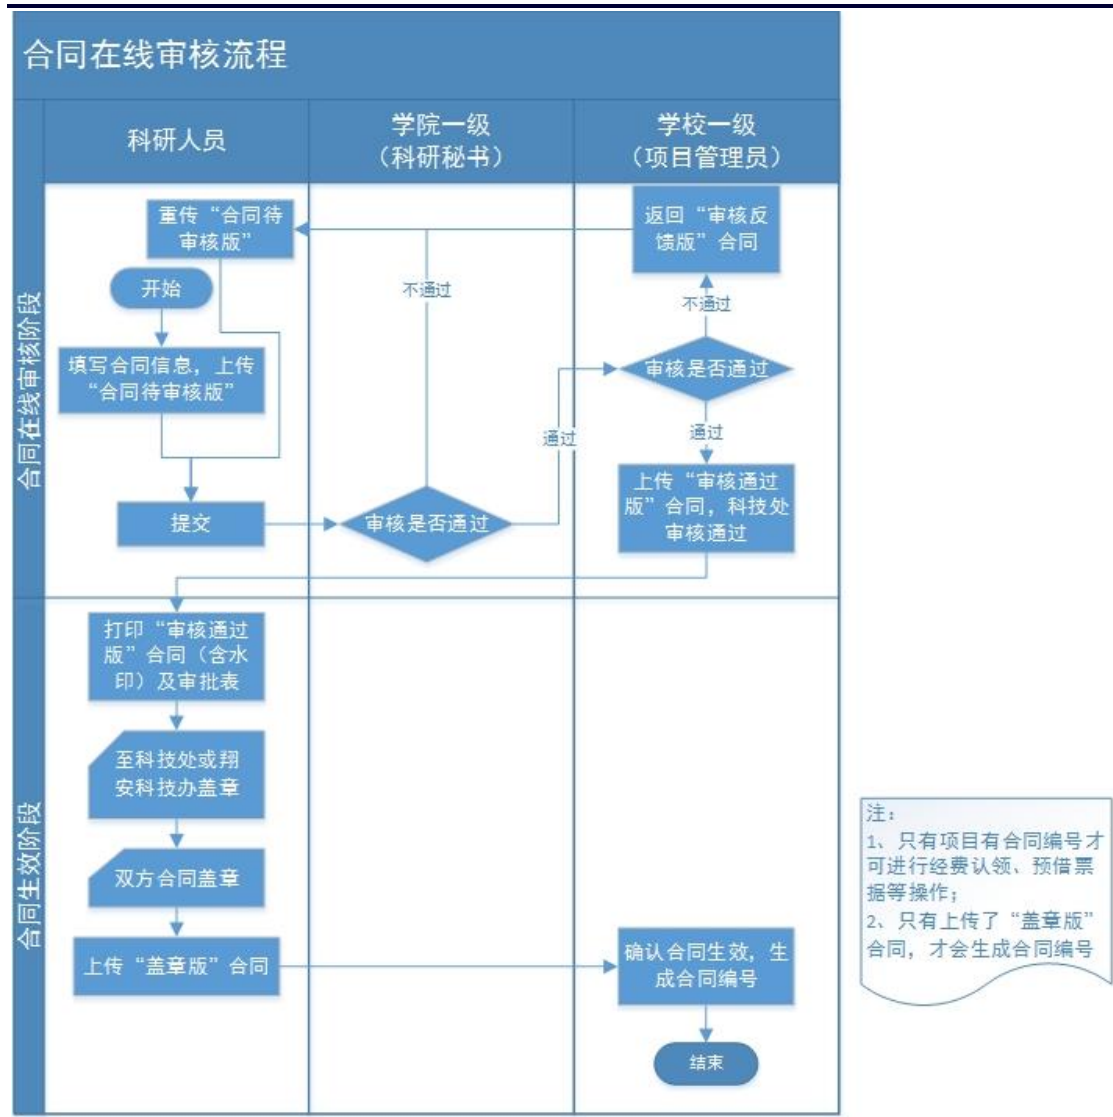 合同在线审核流程
科研人员
学院一级
（科研秘书）
学校一级
（项目管理员）
合同在线审核阶段
重传“合同待
审核版”
返回“审核反
馈版”合同
开始
不通过
不通过
填写合同信息，上传
“合同待审核版”
审核是否通过
通过
通过
上传“审核通过
版”合同，科技处
审核通过
提交
审核是否通过
合同生效阶段
打印“审核通过
版”合同（含水
印）及审批表
至科技处或翔
安科技办盖章
双方合同盖章
上传“盖章版”合同
确认合同生效，生
成合同编号
结束
注：
1、只有项目有合同编号才
可进行经费认领、预借票
据等操作；
2、只有上传了“盖章版”
合同，才会生成合同编号